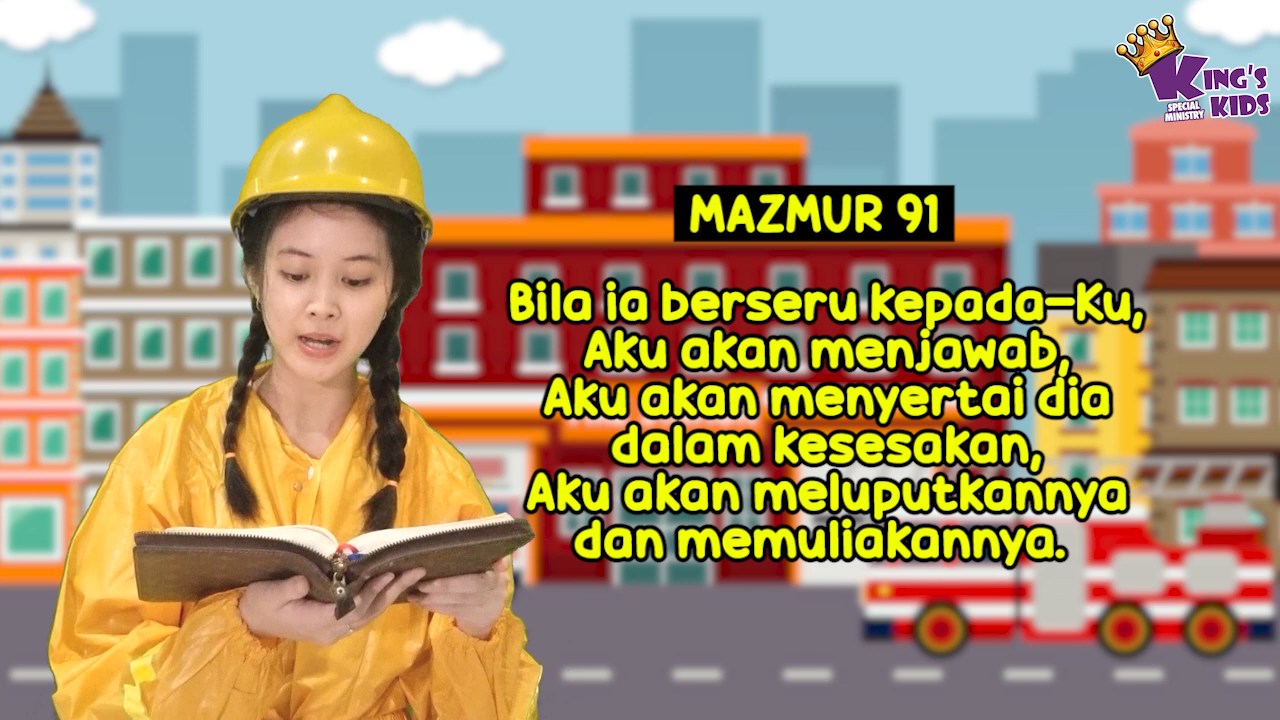 KING'S
KIDS
SPECIAL
MINISTRY
MAZMUR 91
Bila ia berseru kepada-Ku,
Aku akan menjawab,
Aku akan menyertai dia
dalam kesesakan,
Aku akan meluputkannya
dan memuliakannya.